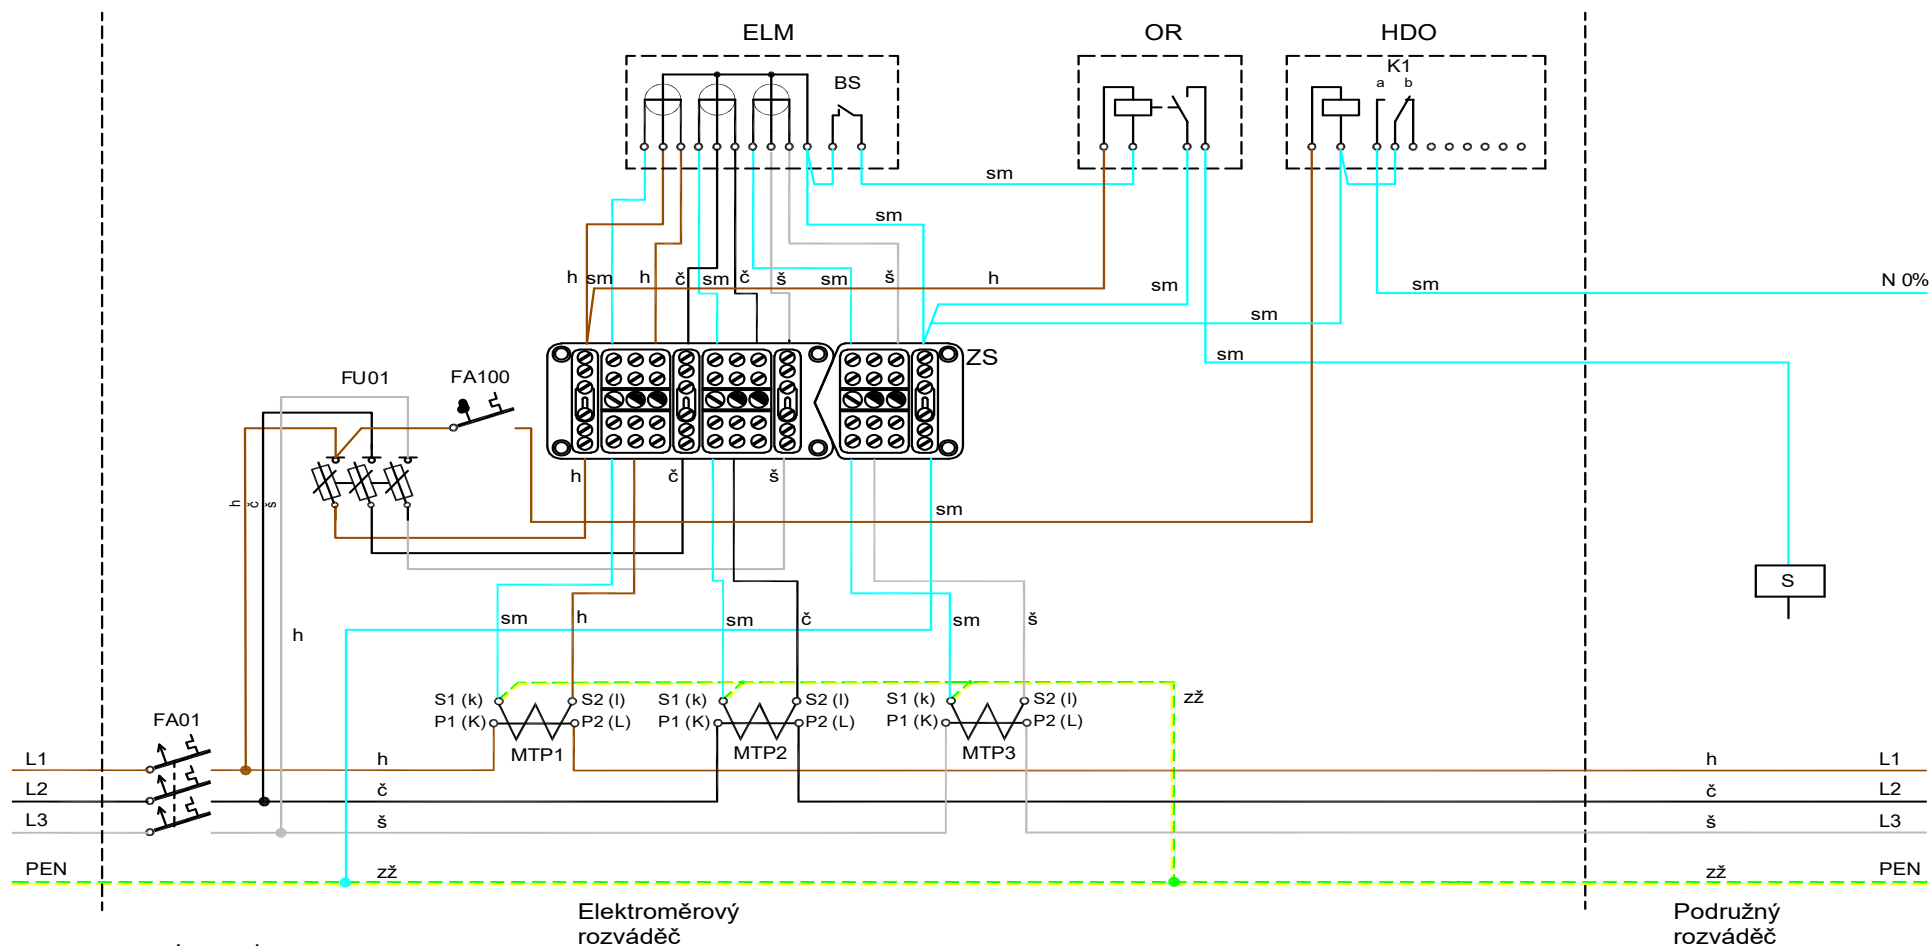 ELM
OR
HDO
K1
BS
a
b
sm
sm
h
sm
h
č
sm
č
š
sm
š
h
sm
sm
sm
sm
N 0%
ZS
FU01
FA100
h
č
š
h
č
š
sm
h
sm
h
sm
č
sm
š
S
S1 (k)
S2 (l)
S1 (k)
S2 (l)
S1 (k)
S2 (l)
zž
P1 (K)
P2 (L)
P1 (K)
P2 (L)
P1 (K)
P2 (L)
FA01
MTP1
MTP2
MTP3
L1
h
h
L1
L2
č
č
L2
L3
š
š
L3
PEN
zž
zž
PEN
Elektroměrový
rozváděč
Podružný
rozváděč